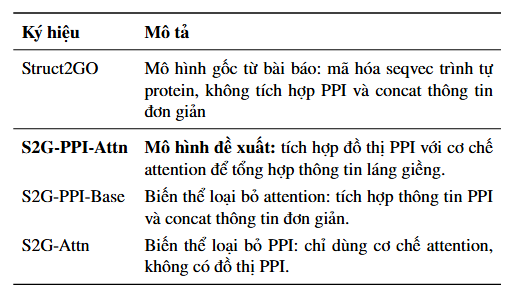 Ký hiệu Mô tả
Struct2GO Mô hình gốc từ bài báo: mã hóa seqvec trình tự
protein, không tích hợp PPI và concat thông tin
đơn giản
S2G-PPI-Attn Mô hình đề xuất: tích hợp đồ thị PPI với cơ chế
attention để tổng hợp thông tin láng giềng.
S2G-PPI-Base Biến thể loại bỏ attention: tích hợp thông tin PPI
và concat thông tin đơn giản.
S2G-Attn Biến thể loại bỏ PPI: chỉ dùng cơ chế attention,
không có đồ thị PPI.